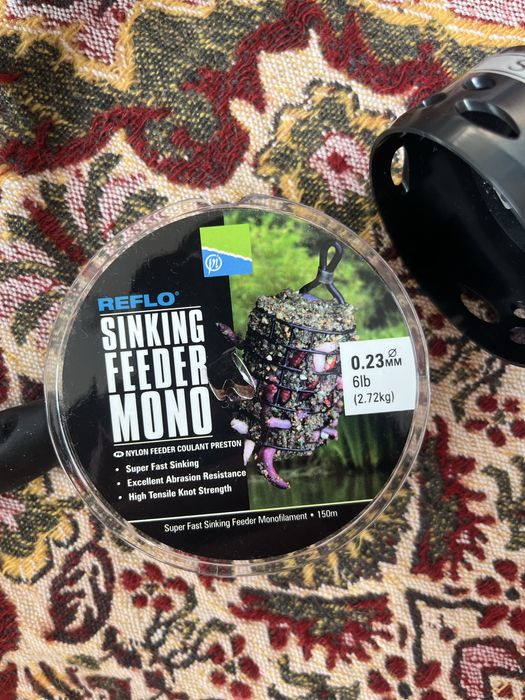 REFLO®
SINKING
FEEDER
MONO
FR NYLON FEEDER COULANT PRESTON
• Super Fast Sinking
• Excellent Abrasion Resistance
• High Tensile Knot Strength
0.23 Ø MM
6lb
(2.72kg)
Super Fast Sinking Feeder Monofilament • 150m